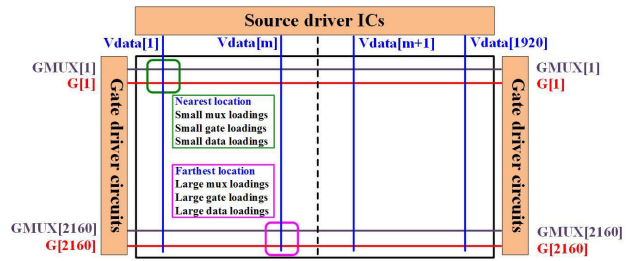 Source driver ICs
Vdata[1]
Vdata[m]
Vdata[m+1]
Vdata[1920]
GMUX[1]
G[1]
GMUX[1]
G[1]
Gate driver circuits
Gate driver circuits
Nearest location
Small mux loadings
Small gate loadings
Small data loadings
Farthest location
Large mux loadings
Large gate loadings
Large data loadings
GMUX[2160]
G[2160]
GMUX[2160]
G[2160]